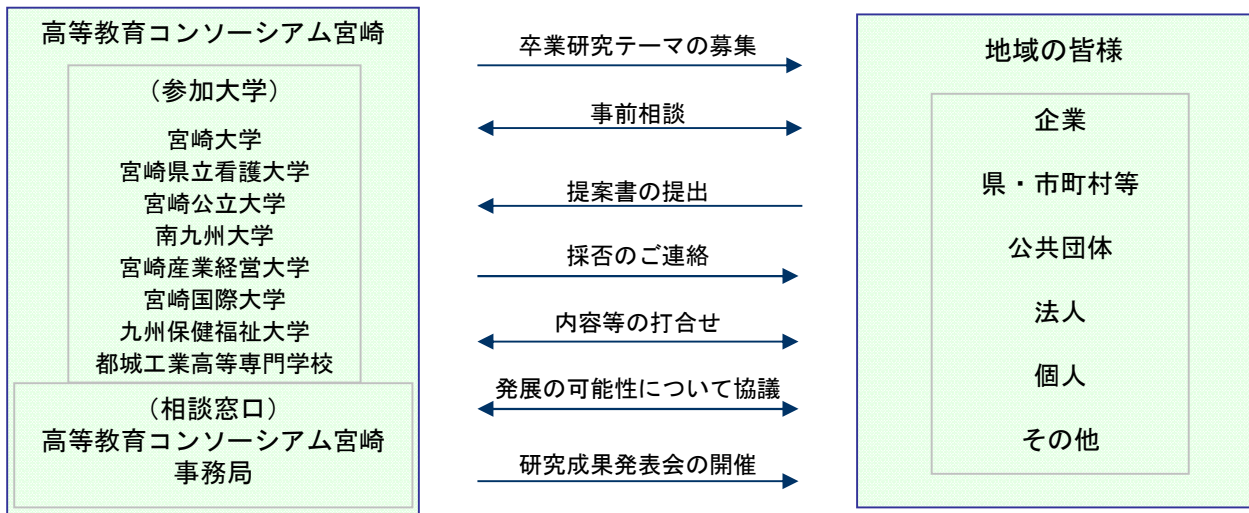 高等教育コンソーシアム宮崎
（参加大学）
宮崎大学
宮崎県立看護大学
宮崎公立大学
南九州大学
宮崎産業経営大学
宮崎国際大学
九州保健福祉大学
都城工業高等専門学校
（相談窓口）
高等教育コンソーシアム宮崎
事務局
卒業研究テーマの募集
事前相談
提案書の提出
採否のご連絡
内容等の打合せ
発展の可能性について協議
研究成果発表会の開催
地域の皆様
企業
県・市町村等
公共団体
法人
個人
その他